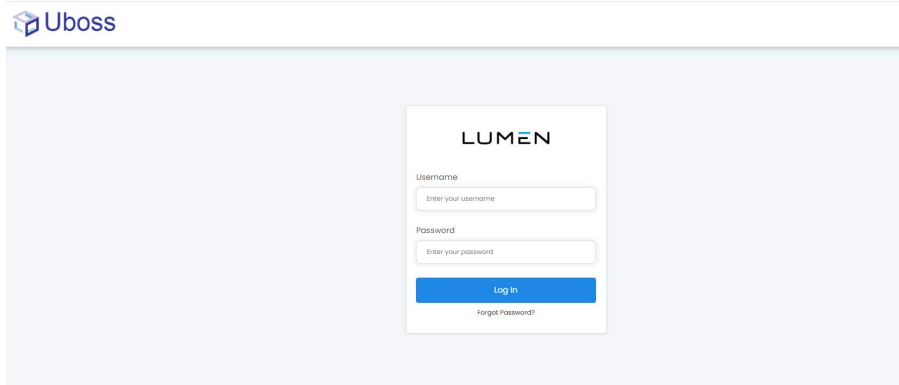 Uboss
LUMEN
Username
Enter your username
Password
Enter your password
Log In
Forgot Password?